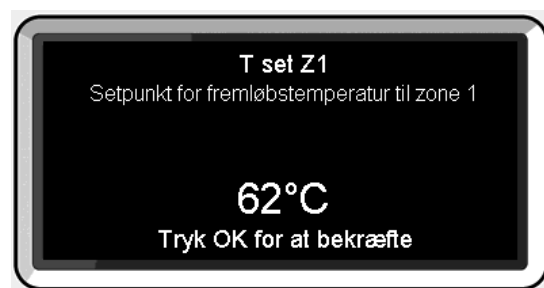 T set Z1
Setpunkt for fremløbstemperatur til zone 1
62°C
Tryk OK for at bekræfte